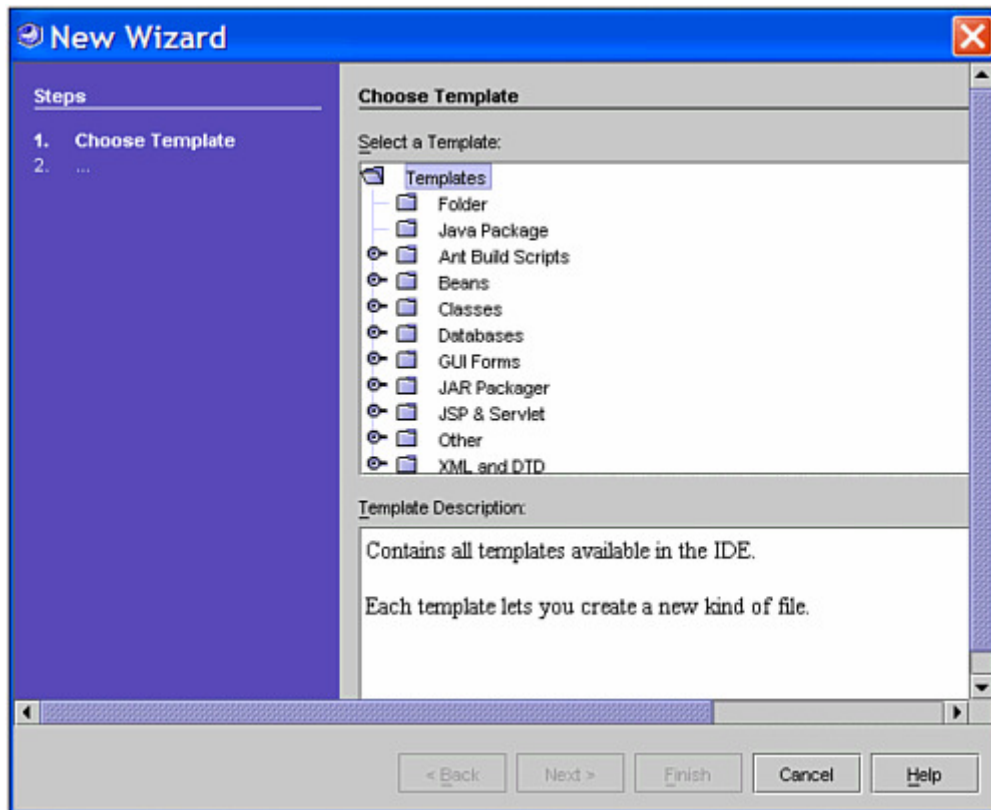 New Wizard
Steps
1. Choose Template
2. ...
Choose Template
Select a Template:
Templates
Folder
Java Package
Ant Build Scripts
Beans
Classes
Databases
GUI Forms
JAR Packager
JSP & Servlet
Other
XML and DTD
Template Description:
Contains all templates available in the IDE.
Each template lets you create a new kind of file.
< Back Next > Finish Cancel Help